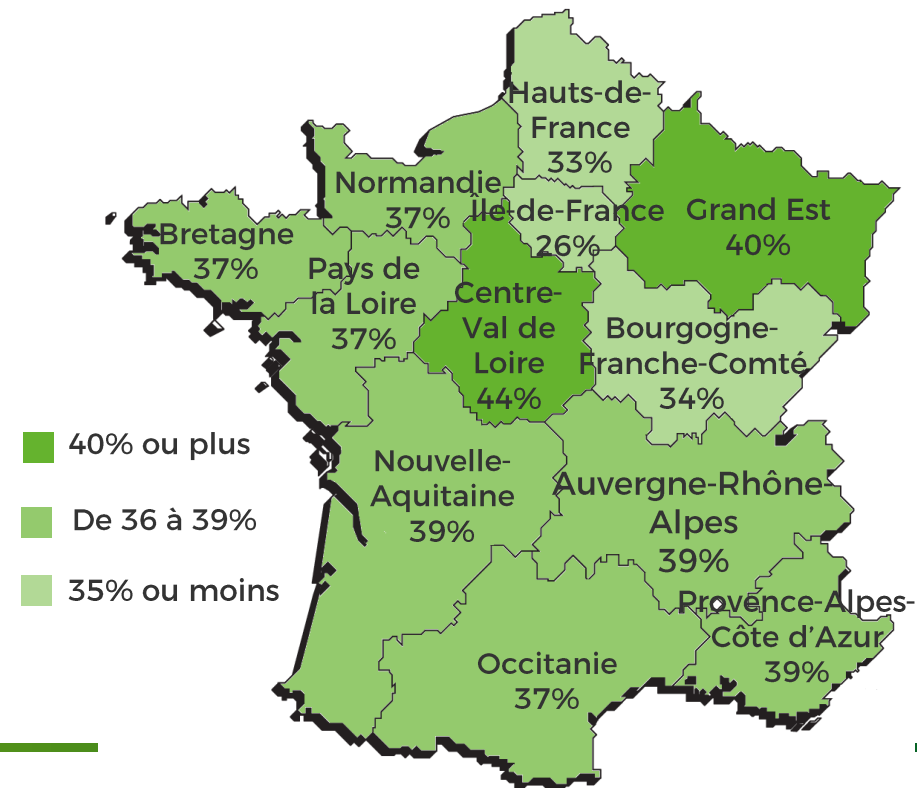 Hauts-de-
France
33%
Normandie
37%
Île-de-France
26%
Grand Est
40%
Bretagne
37%
Pays de
la Loire
37%
Centre-
Val de
Loire
44%
Bourgogne-
Franche-Comté
34%
40% ou plus
De 36 à 39%
35% ou moins
Nouvelle-
Aquitaine
39%
Auvergne-Rhône-
Alpes
39%
Provence-Alpes-
Côte d'Azur
39%
Occitanie
37%